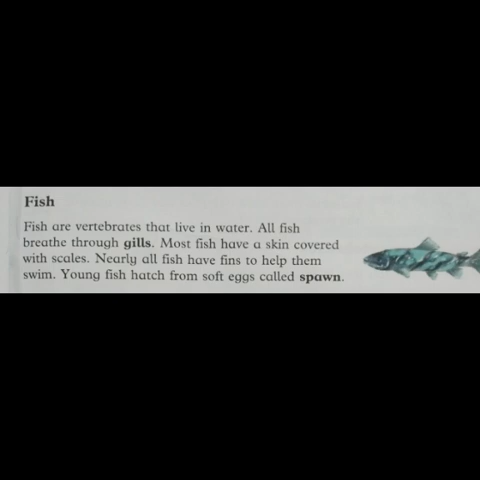 Fish
Fish are vertebrates that live in water. All fish
breathe through gills. Most fish have a skin covered
with scales. Nearly all fish have fins to help them
swim. Young fish hatch from soft eggs called spawn.